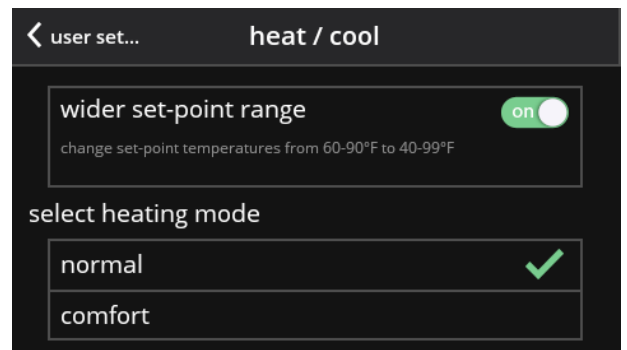 user set... heat / cool
wider set-point range on
change set-point temperatures from 60-90°F to 40-99°F
select heating mode
normal
comfort